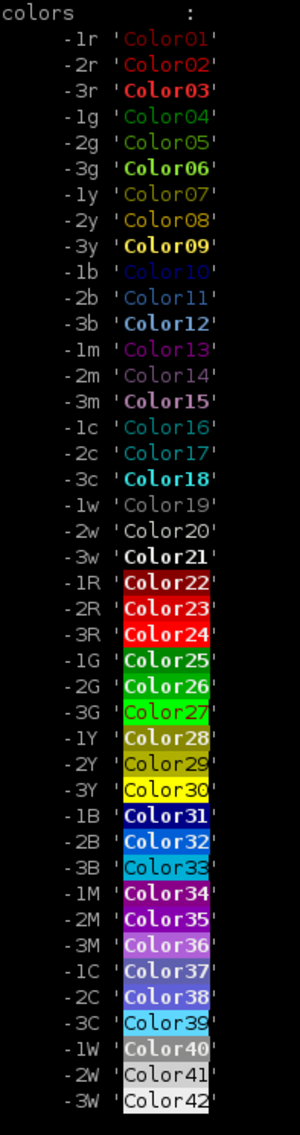 colors :
-1r 'Color01'
-2r 'Color02'
-3r 'Color03'
-1g 'Color04'
-2g 'Color05'
-3g 'Color06'
-1y 'Color07'
-2y 'Color08'
-3y 'Color09'
-1b 'Color10'
-2b 'Color11'
-3b 'Color12'
-1m 'Color13'
-2m 'Color14'
-3m 'Color15'
-1c 'Color16'
-2c 'Color17'
-3c 'Color18'
-1w 'Color19'
-2w 'Color20'
-3w 'Color21'
-1R 'Color22'
-2R 'Color23'
-3R 'Color24'
-1G 'Color25'
-2G 'Color26'
-3G 'Color27'
-1Y 'Color28'
-2Y 'Color29'
-3Y 'Color30'
-1B 'Color31'
-2B 'Color32'
-3B 'Color33'
-1M 'Color34'
-2M 'Color35'
-3M 'Color36'
-1C 'Color37'
-2C 'Color38'
-3C 'Color39'
-1W 'Color40'
-2W 'Color41'
-3W 'Color42'